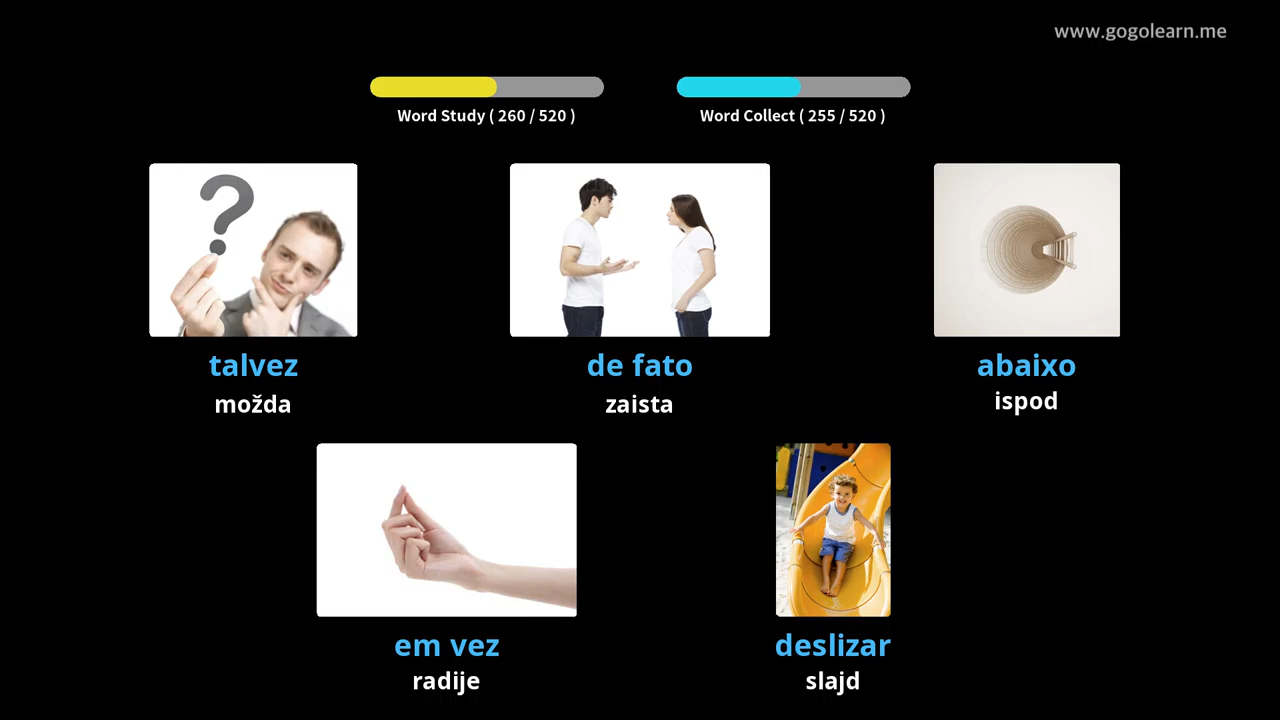 www.gogolearn.me
Word Study ( 260 / 520 )
Word Collect ( 255 / 520 )
talvez
možda
de fato
zaista
abaixo
ispod
em vez
radije
deslizar
slajd